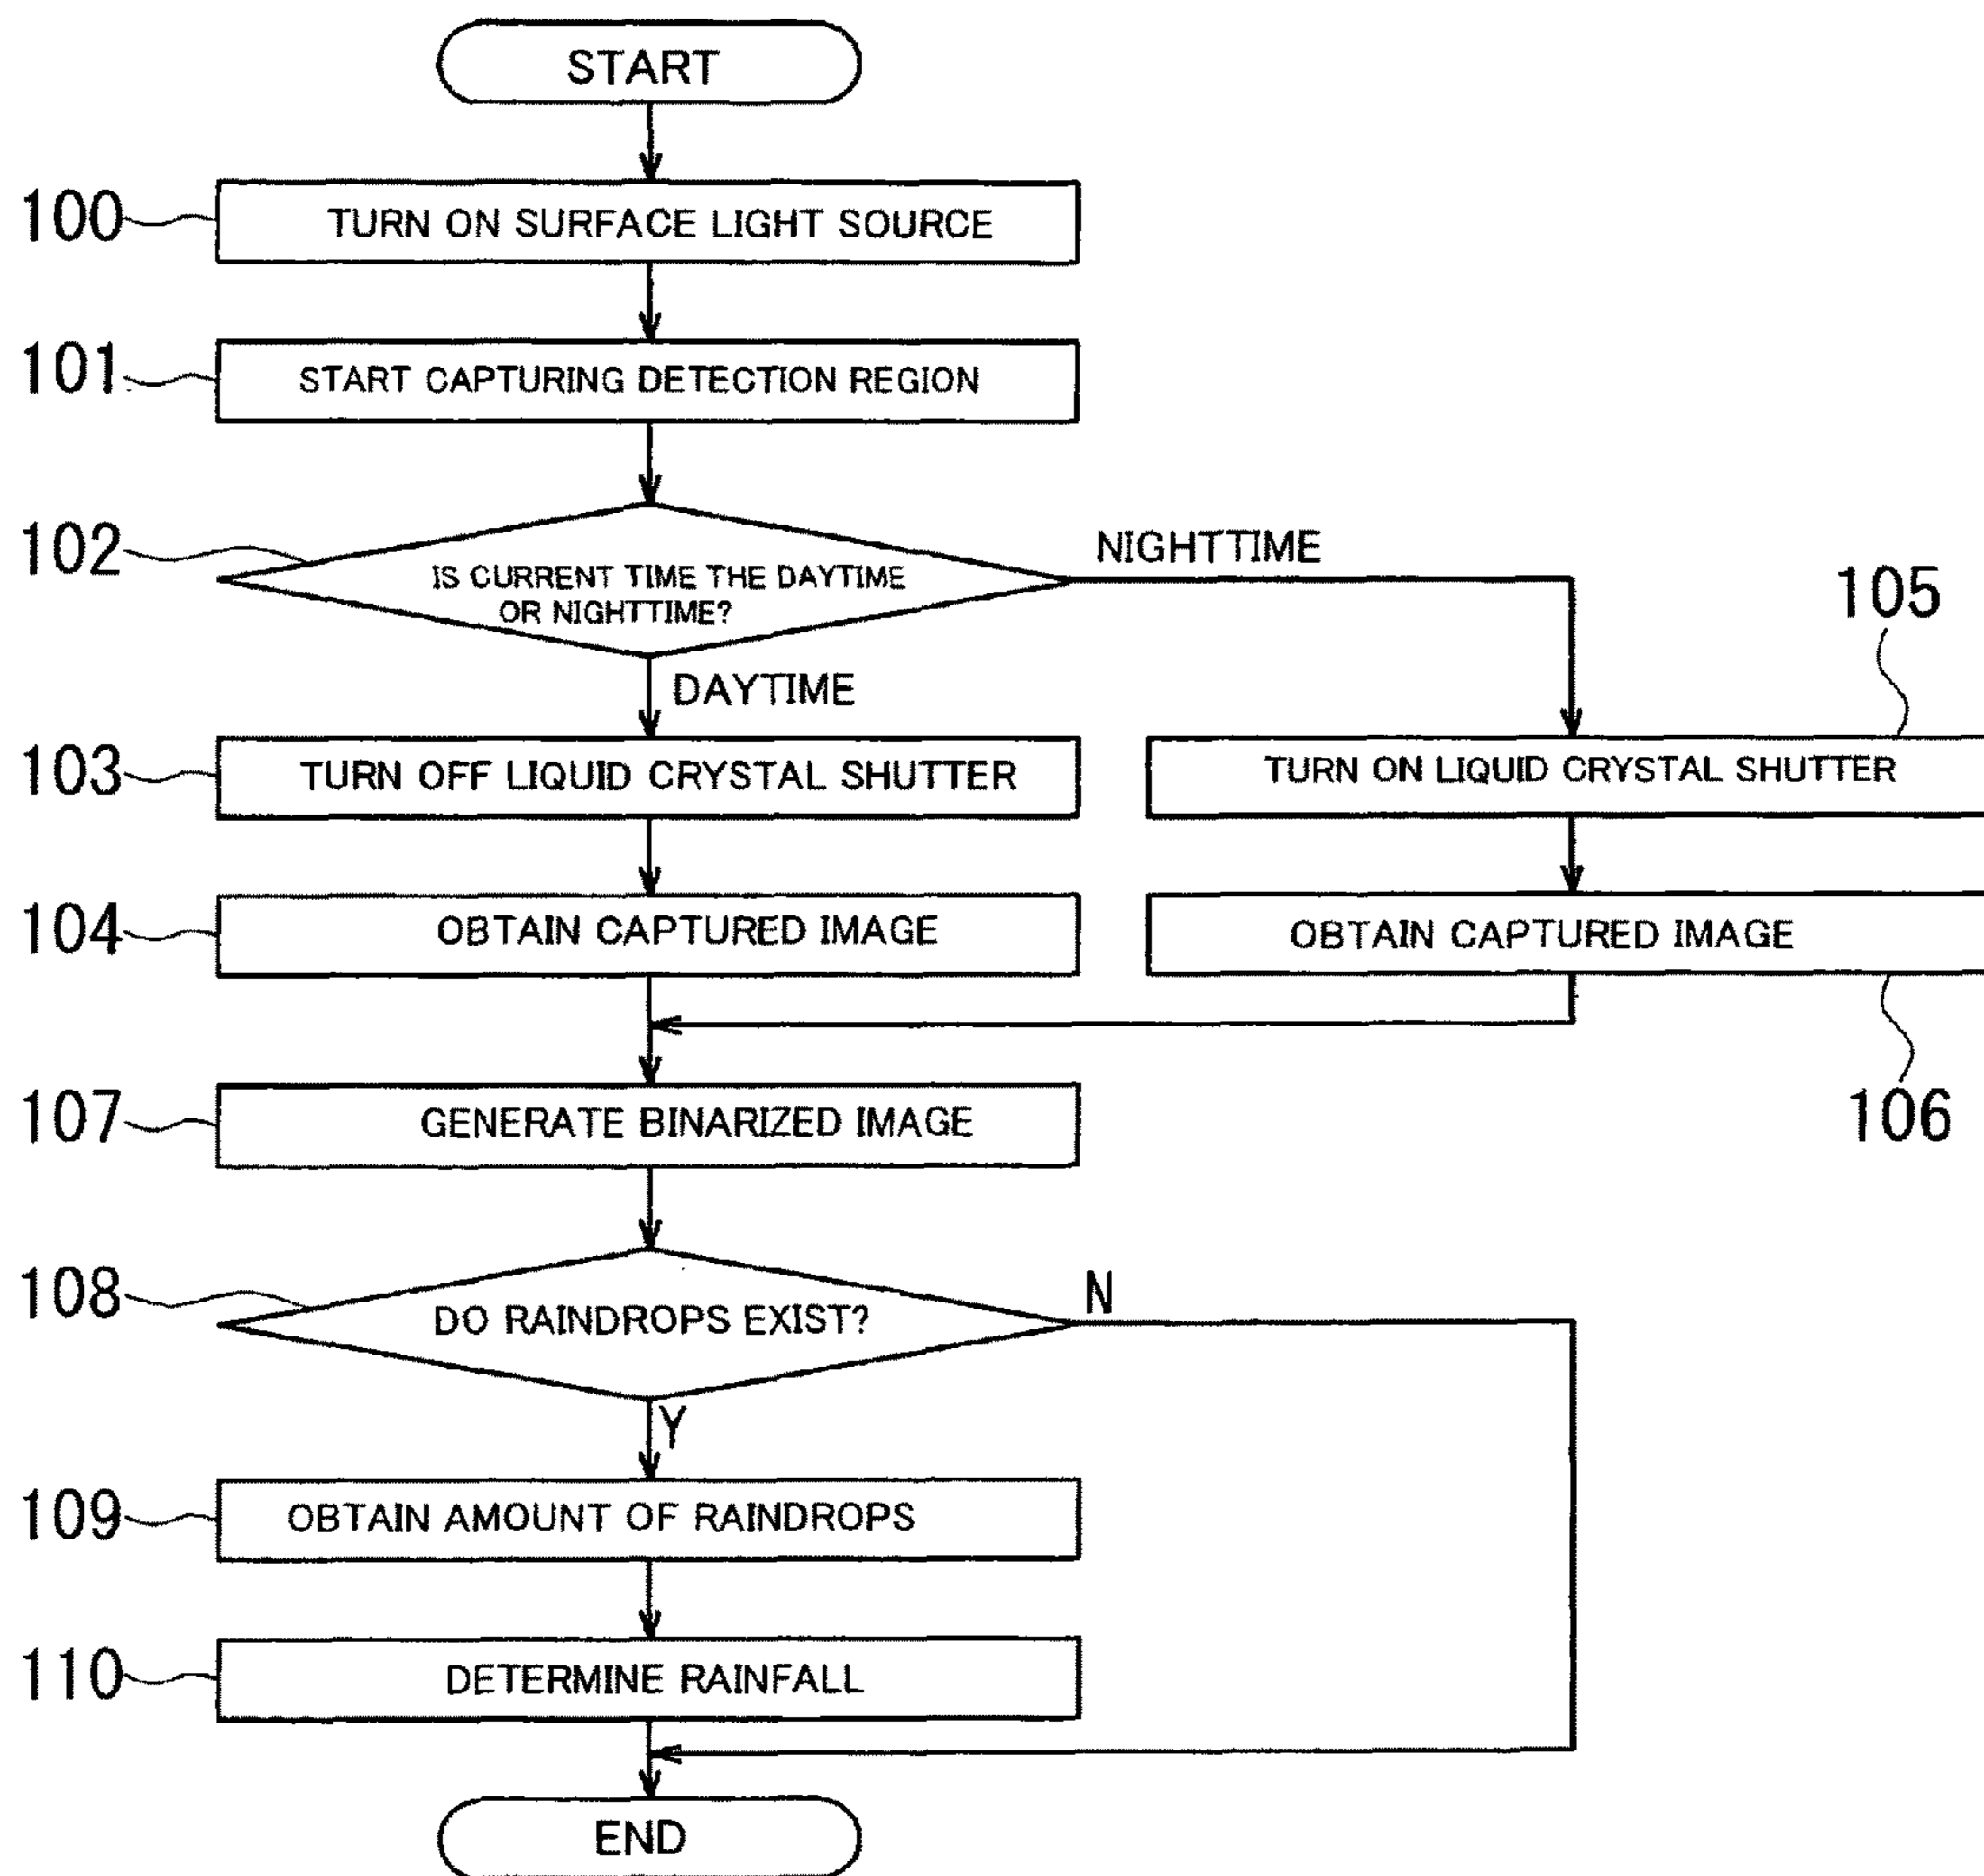 START
100
TURN ON SURFACE LIGHT SOURCE
101
START CAPTURING DETECTION REGION
102
IS CURRENT TIME THE DAYTIME
OR NIGHTTIME?
NIGHTTIME
DAYTIME
105
103
TURN OFF LIQUID CRYSTAL SHUTTER
TURN ON LIQUID CRYSTAL SHUTTER
104
OBTAIN CAPTURED IMAGE
OBTAIN CAPTURED IMAGE
106
107
GENERATE BINARIZED IMAGE
108
DO RAINDROPS EXIST?
N
Y
109
OBTAIN AMOUNT OF RAINDROPS
110
DETERMINE RAINFALL
END